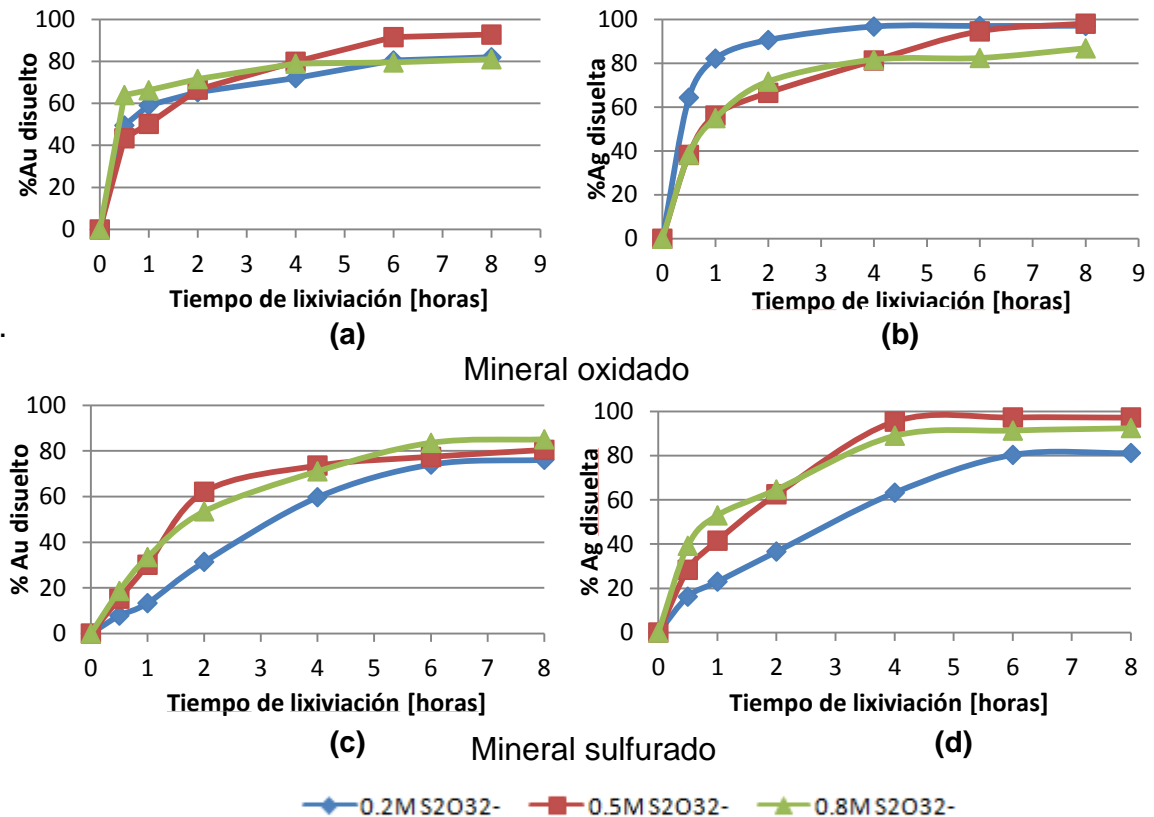 %Au disuelto
100
80
60
40
20
0
0 1 2 3 4 5 6 7 8 9
Tiempo de lixiviación [horas]
(a)
%Ag disuelta
100
80
60
40
20
0
0 1 2 3 4 5 6 7 8 9
Tiempo de lixiviación [horas]
(b)
.
Mineral oxidado
% Au disuelto
100
80
60
40
20
0
0 1 2 3 4 5 6 7 8
Tiempo de lixiviación [horas]
(c)
% Ag disuelta
100
80
60
40
20
0
0 1 2 3 4 5 6 7 8
Tiempo de lixiviación [horas]
(d)
Mineral sulfurado
0.2M S2O32- 0.5M S2O32- 0.8M S2O32-